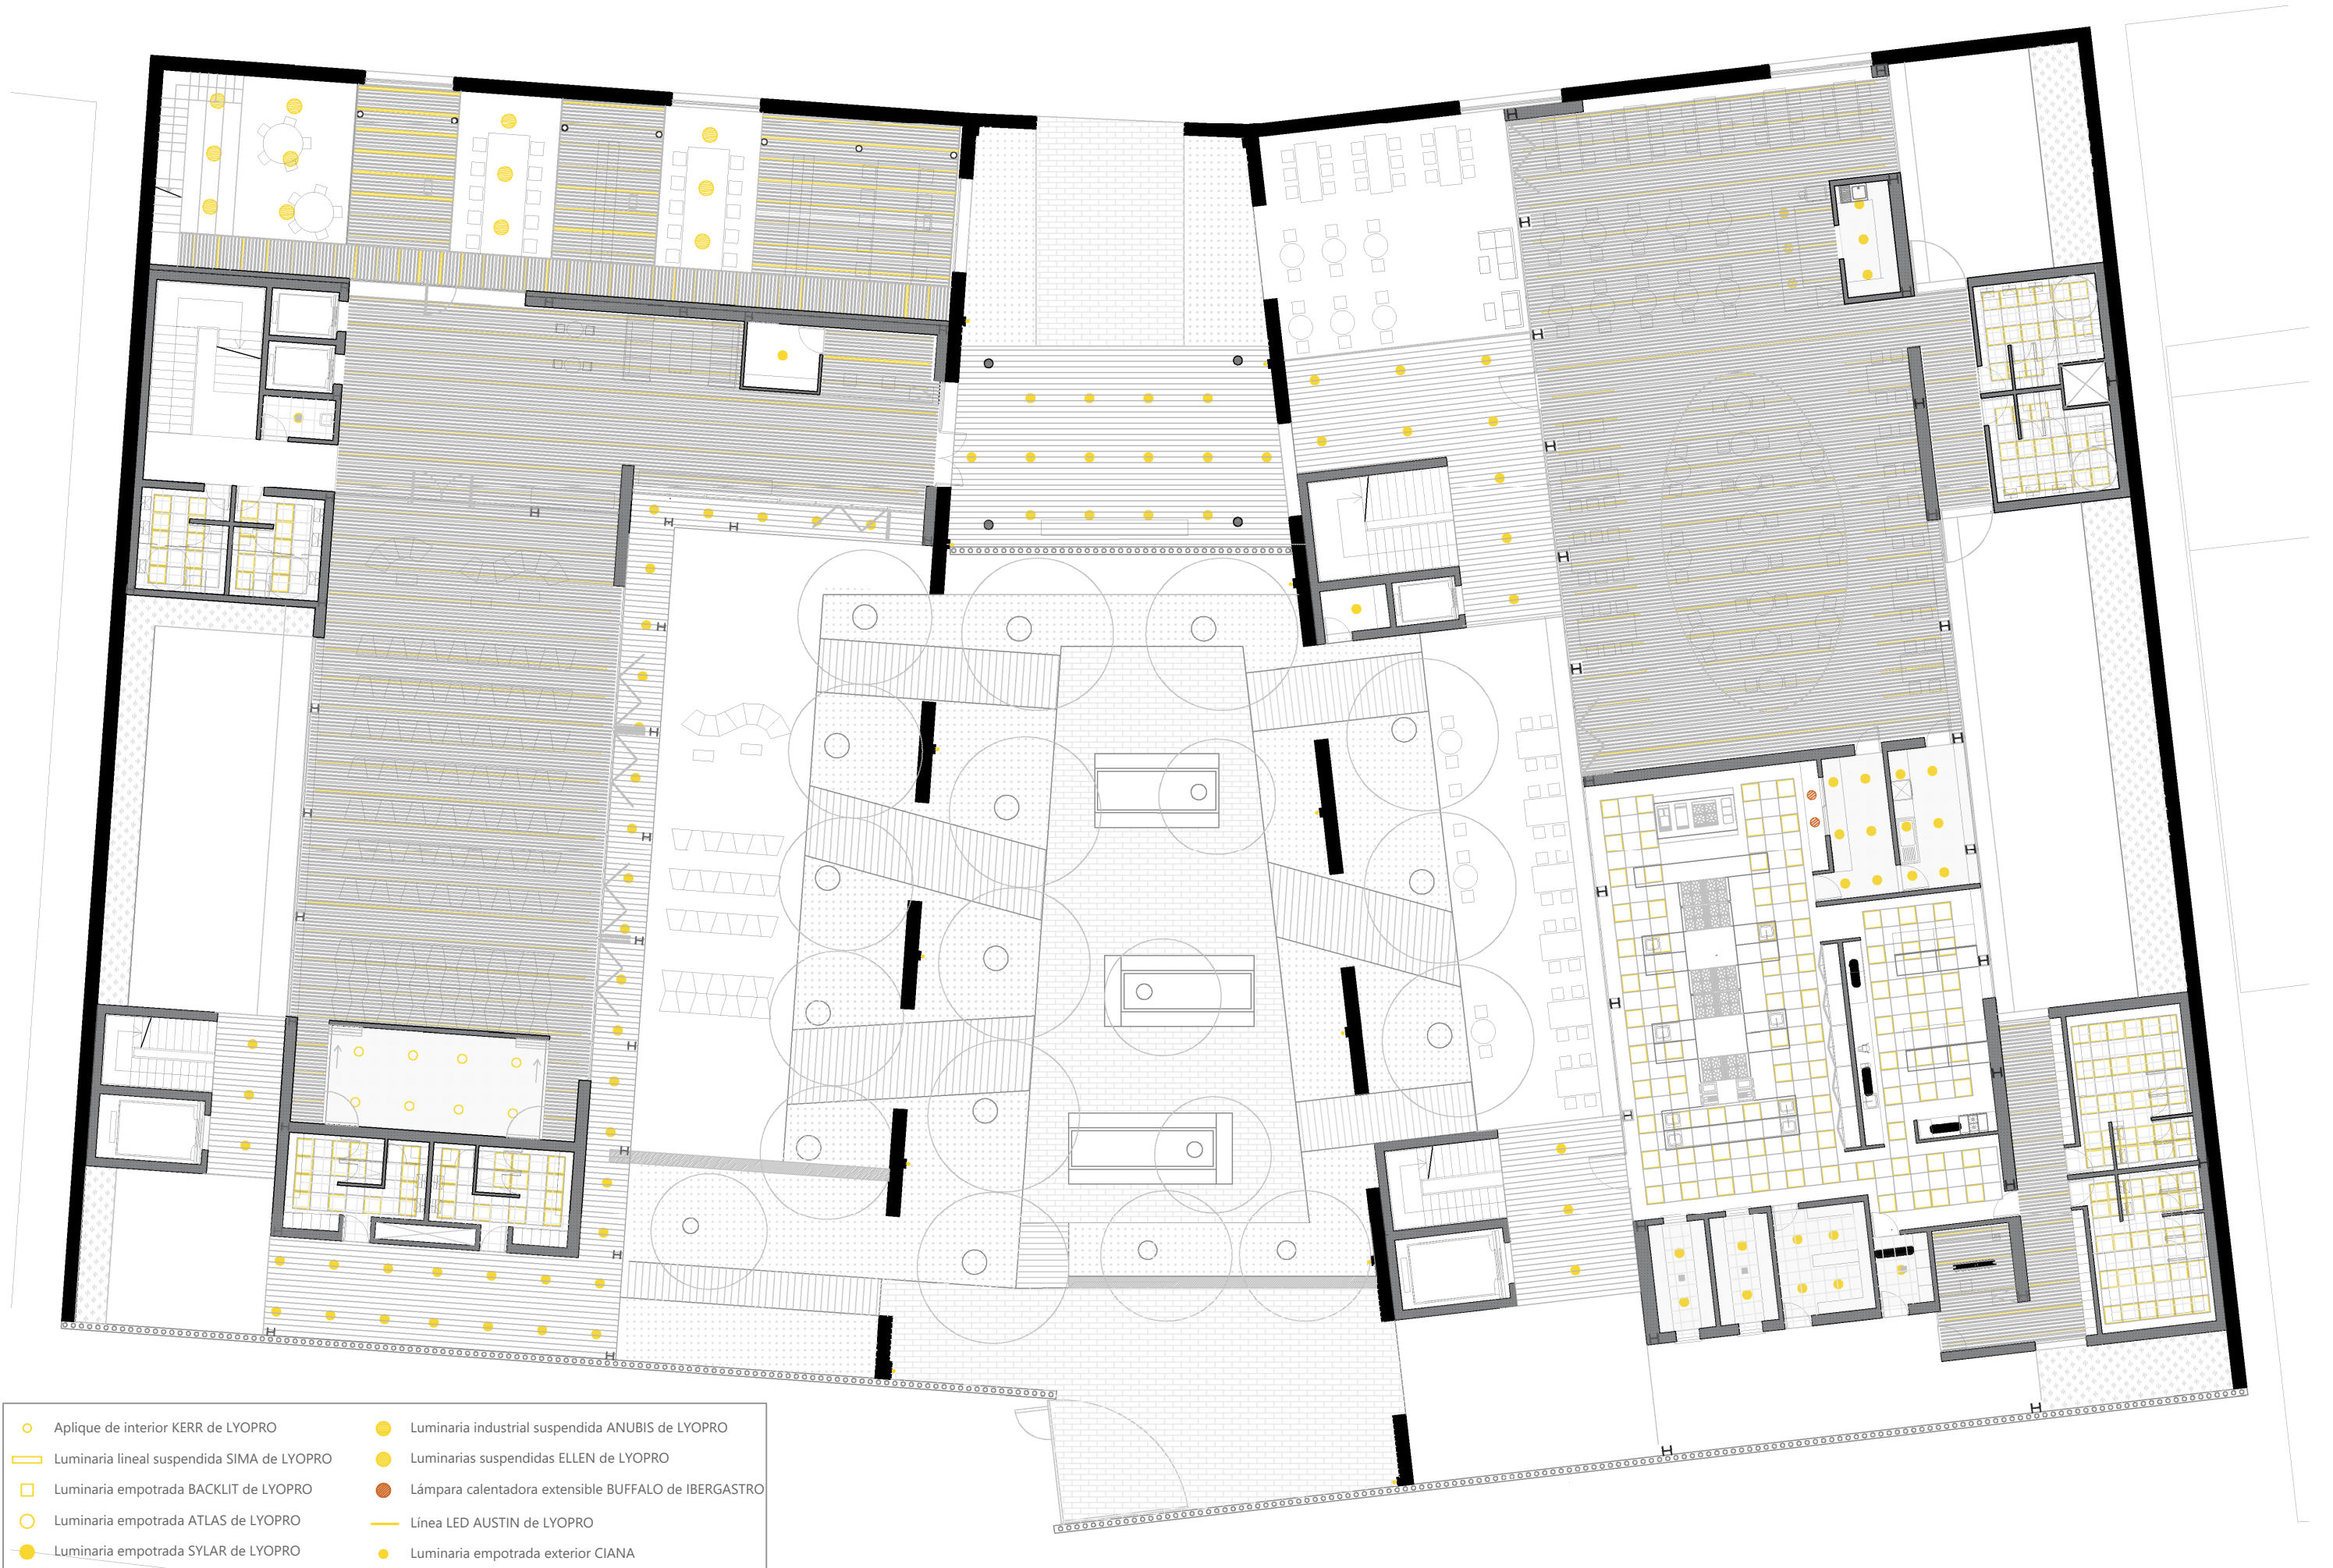 Aplique de interior KERR de LYOPRO
Luminaria lineal suspendida SIMA de LYOPRO
Luminaria empotrada BACKLIT de LYOPRO
Luminaria empotrada ATLAS de LYOPRO
Luminaria empotrada SYLAR de LYOPRO
Luminaria industrial suspendida ANUBIS de LYOPRO
Luminarias suspendidas ELLEN de LYOPRO
Lámpara calentadora extensible BUFFALO de IBERGASTRO
Línea LED AUSTIN de LYOPRO
Luminaria empotrada exterior CIANA